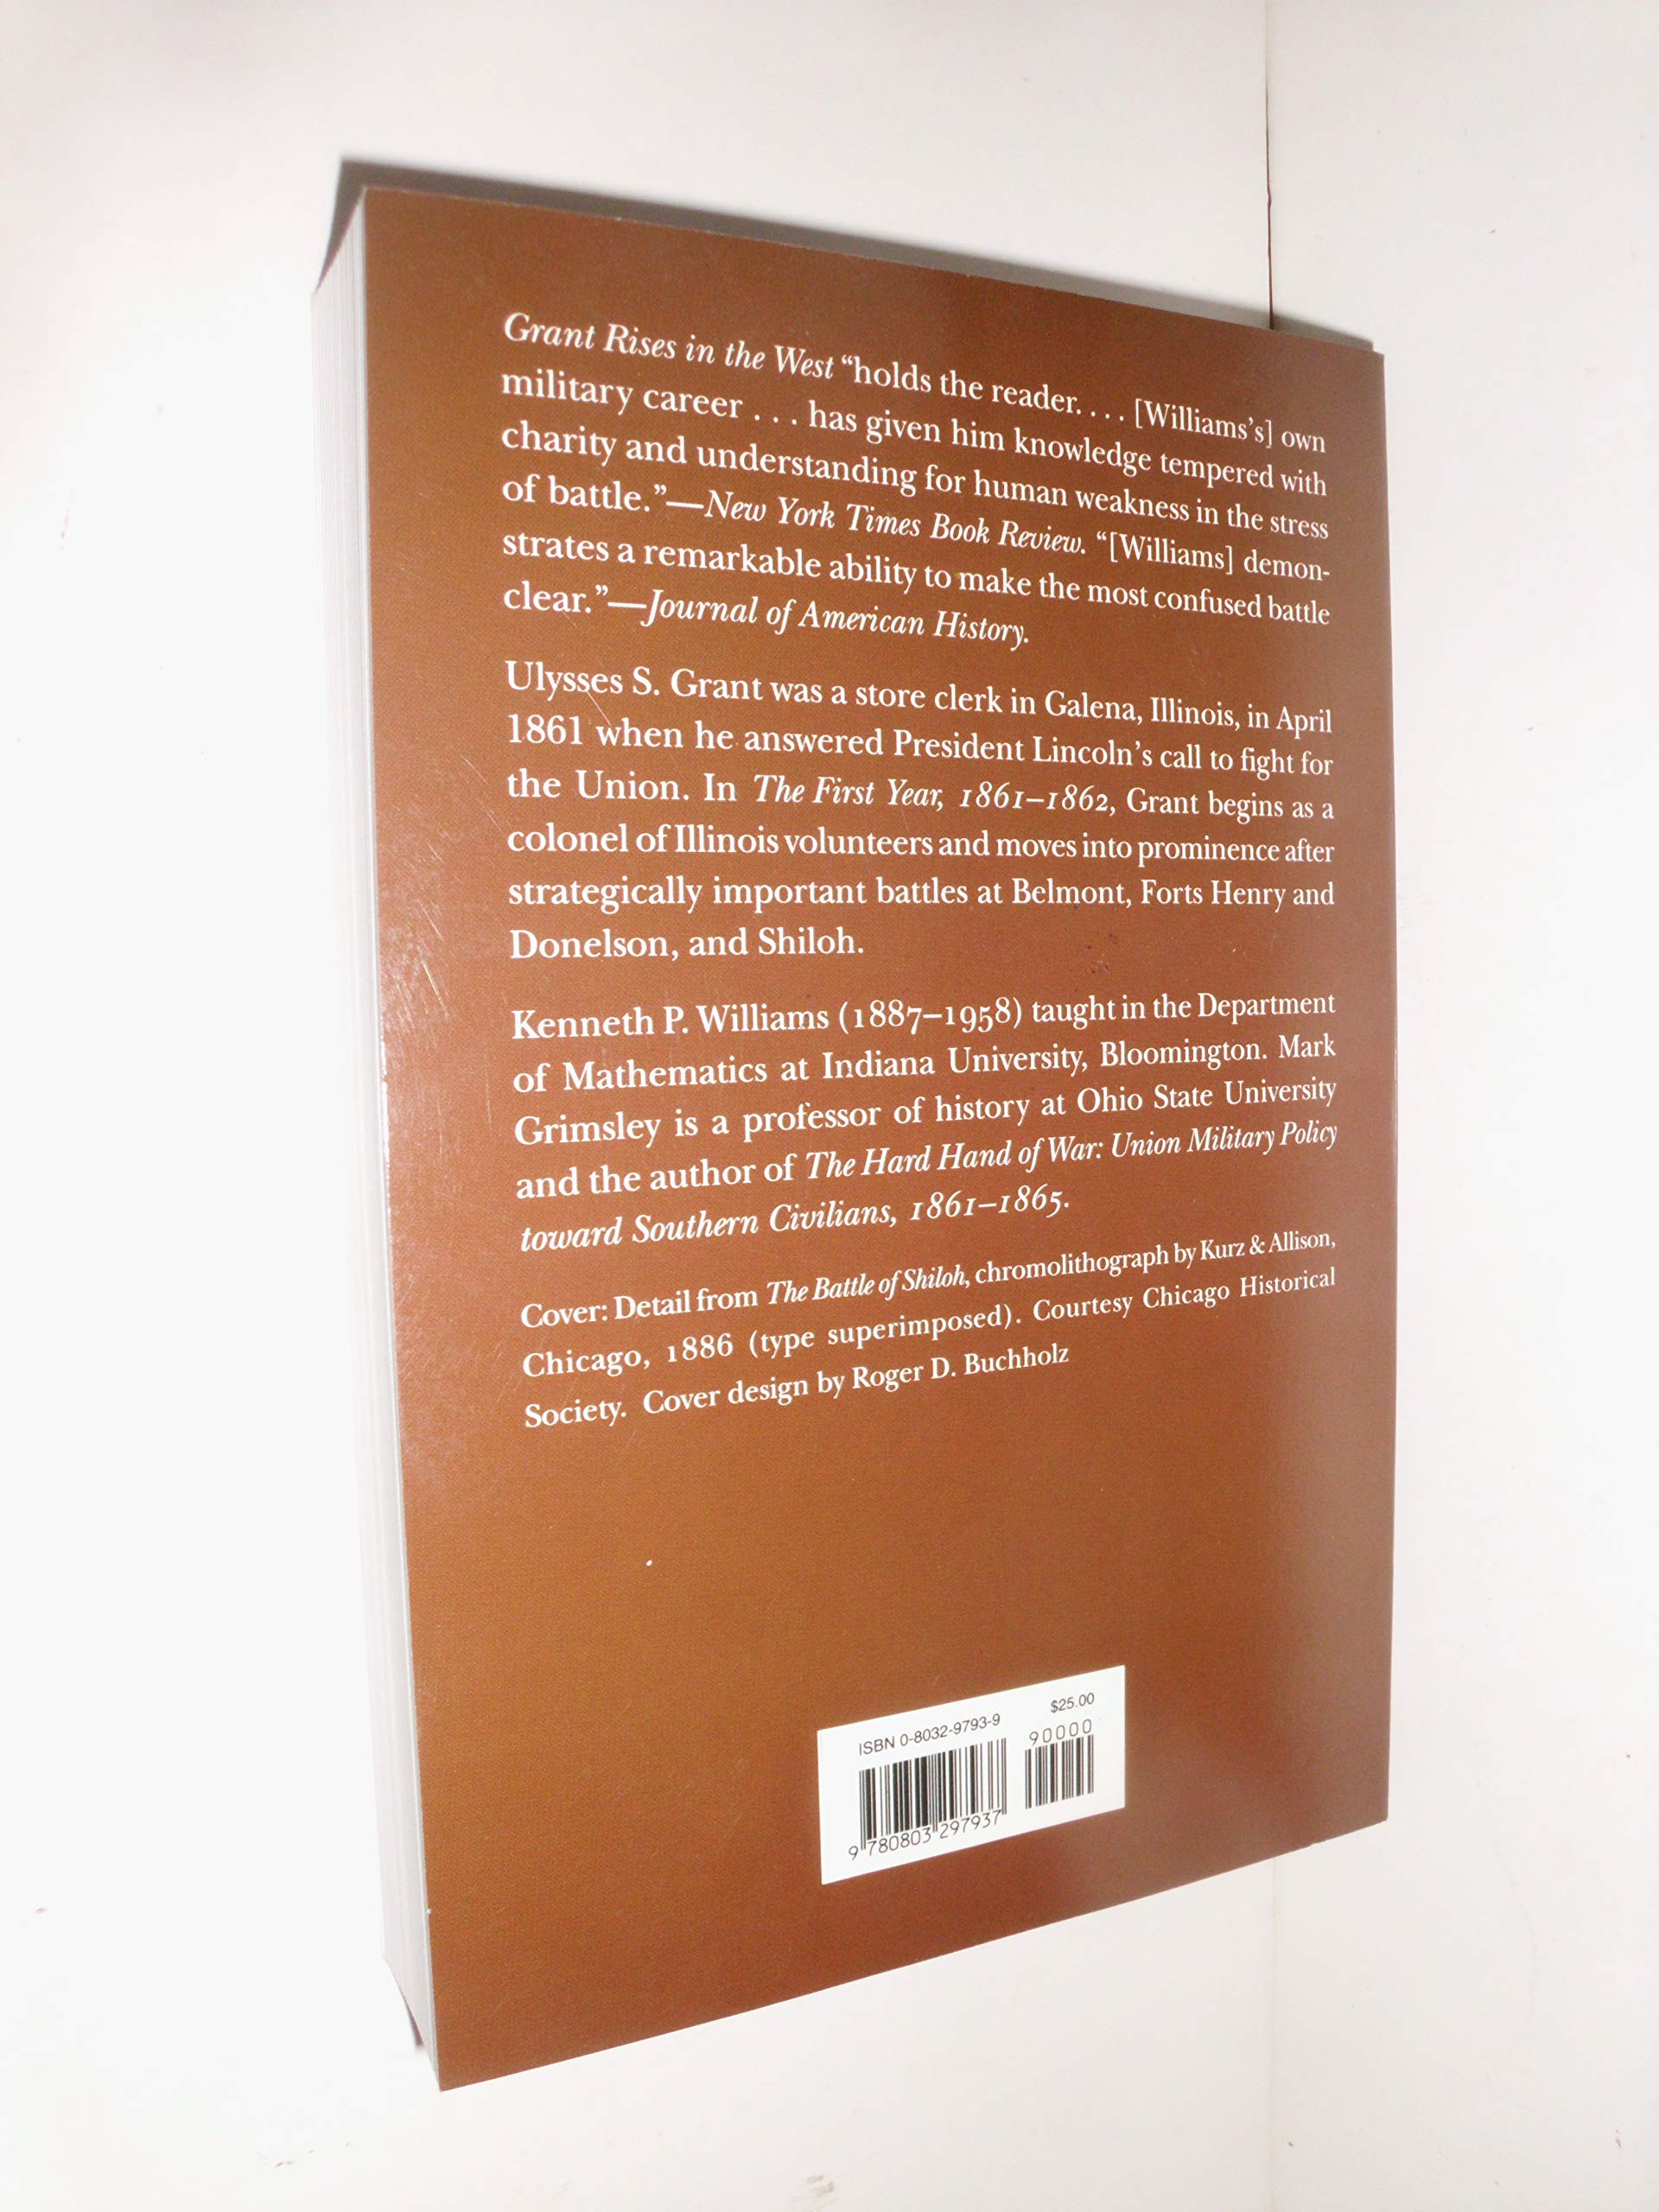 Grant Rises in the West “holds the reader. . . . [Williams’s] own
military career . . . has given him knowledge tempered with
charity and understanding for human weakness in the stress
of battle.”—New York Times Book Review. “[Williams] demon-
strates a remarkable ability to make the most confused battle
clear.”—Journal of American History.
Ulysses S. Grant was a store clerk in Galena, Illinois, in April
1861 when he answered President Lincoln’s call to fight for
the Union. In The First Year, 1861–1862, Grant begins as a
colonel of Illinois volunteers and moves into prominence after
strategically important battles at Belmont, Forts Henry and
Donelson, and Shiloh.
Kenneth P. Williams (1887–1958) taught in the Department
of Mathematics at Indiana University, Bloomington. Mark
Grimsley is a professor of history at Ohio State University
and the author of The Hard Hand of War: Union Military Policy
toward Southern Civilians, 1861–1865.
Cover: Detail from The Battle of Shiloh, chromolithograph by Kurz & Allison,
Chicago, 1886 (type superimposed). Courtesy Chicago Historical
Society. Cover design by Roger D. Buchholz
ISBN 0-8032-9793-9 $25.00
90000
9 780803 297937